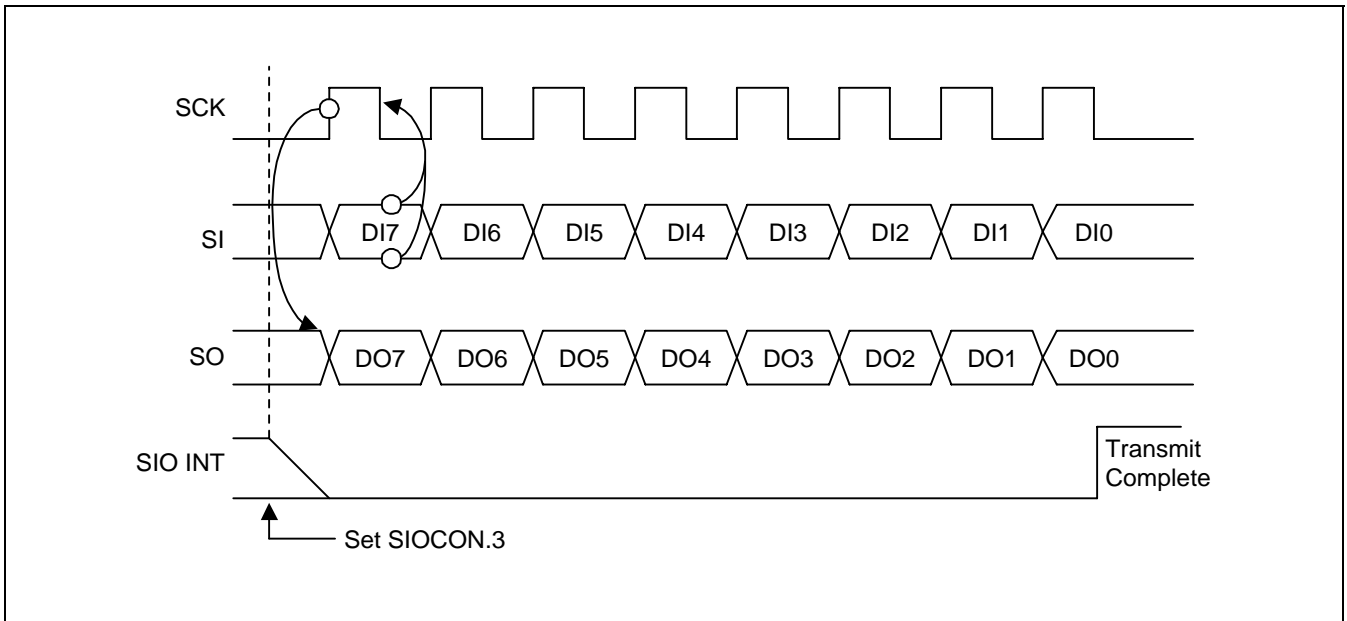 SCK
SI
DI7 DI6 DI5 DI4 DI3 DI2 DI1 DI0
SO
DO7 DO6 DO5 DO4 DO3 DO2 DO1 DO0
SIO INT
Transmit
Complete
Set SIOCON.3